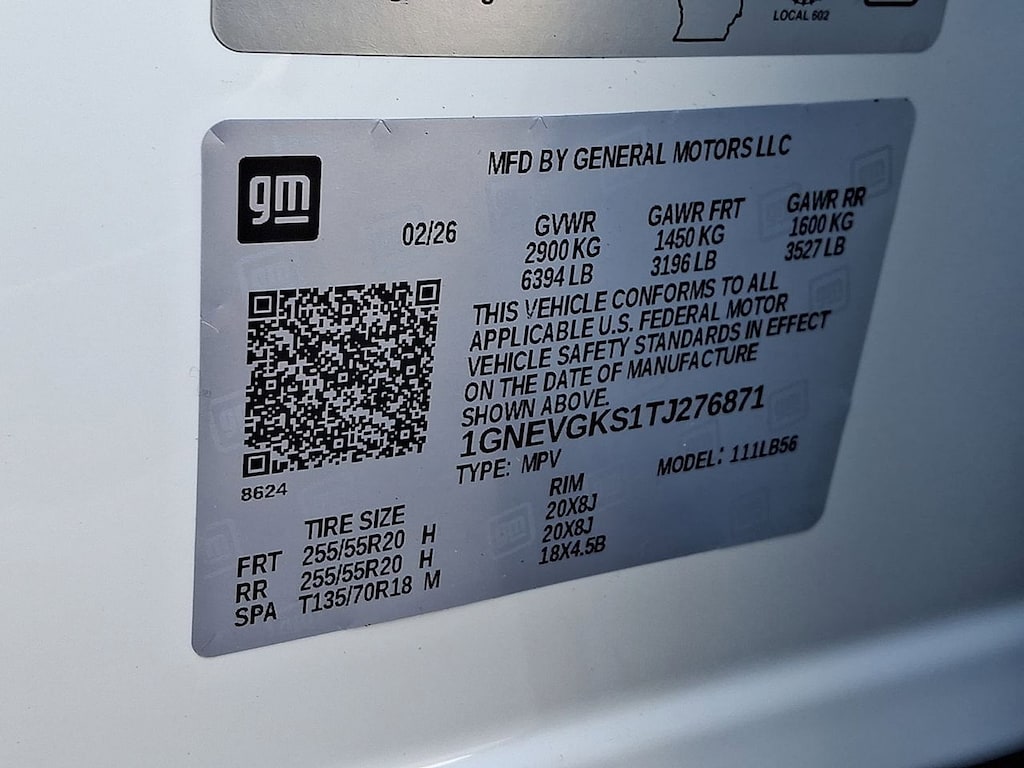 LOCAL 602
gm
MFD BY GENERAL MOTORS LLC
02/26
GVWR GAWR FRT GAWR RR
2900 KG 1450 KG 1600 KG
6394 LB 3196 LB 3527 LB
THIS VEHICLE CONFORMS TO ALL
APPLICABLE U.S. FEDERAL MOTOR
VEHICLE SAFETY STANDARDS IN EFFECT
ON THE DATE OF MANUFACTURE
SHOWN ABOVE.
1GNEVGKS1TJ276871
TYPE: MPV MODEL: 111LB56
8624
TIRE SIZE RIM
FRT 255/55R20 H 20X8J
RR 255/55R20 H 20X8J
SPA T135/70R18 M 18X4.5B